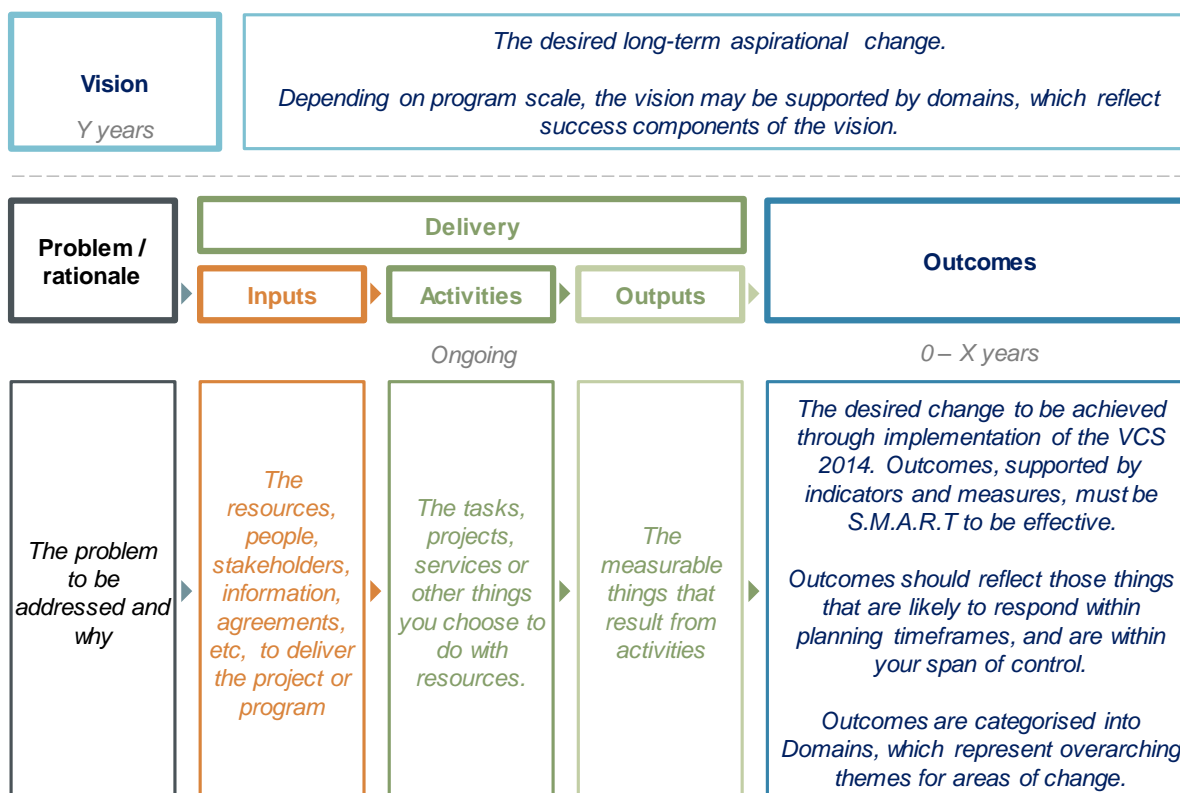 Vision
Y years
The desired long-term aspirational change.
Depending on program scale, the vision may be supported by domains, which reflect
success components of the vision.
Problem /
rationale
Delivery
Inputs
Activities
Outputs
Outcomes
Ongoing
0 – X years
The problem
to be
addressed and
why
The
resources,
people,
stakeholders,
information,
agreements,
etc, to deliver
the project or
program
The tasks,
projects,
services or
other things
you choose to
do with
resources.
The
measurable
things that
result from
activities
The desired change to be achieved
through implementation of the VCS
2014. Outcomes, supported by
indicators and measures, must be
S.M.A.R.T to be effective.
Outcomes should reflect those things
that are likely to respond within
planning timeframes, and are within
your span of control.
Outcomes are categorised into
Domains, which represent overarching
themes for areas of change.